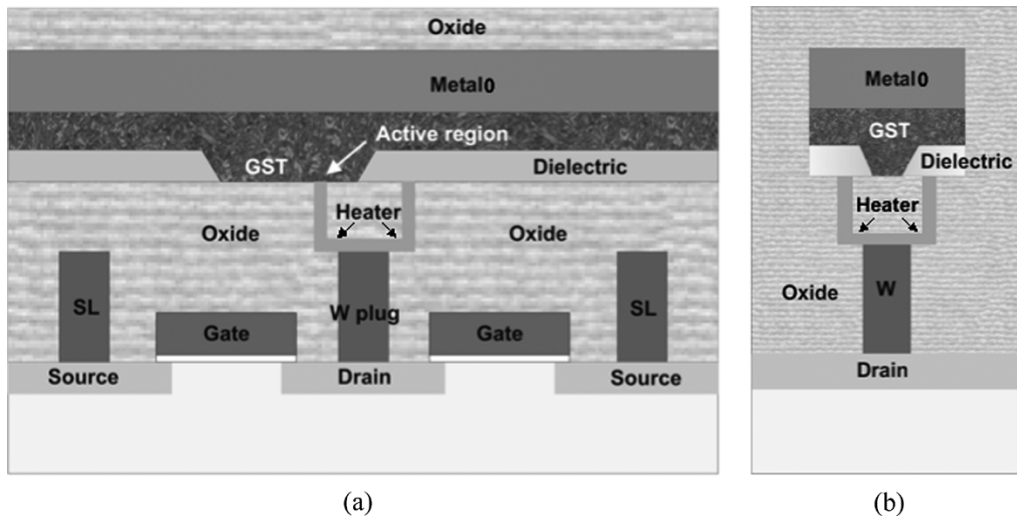 Oxide
Metal0
Active region
GST
Dielectric
Heater
Oxide
Oxide
SL
W plug
SL
Gate
Gate
Source
Drain
Source
(a)
Metal0
GST
Dielectric
Heater
Oxide
W
Drain
(b)